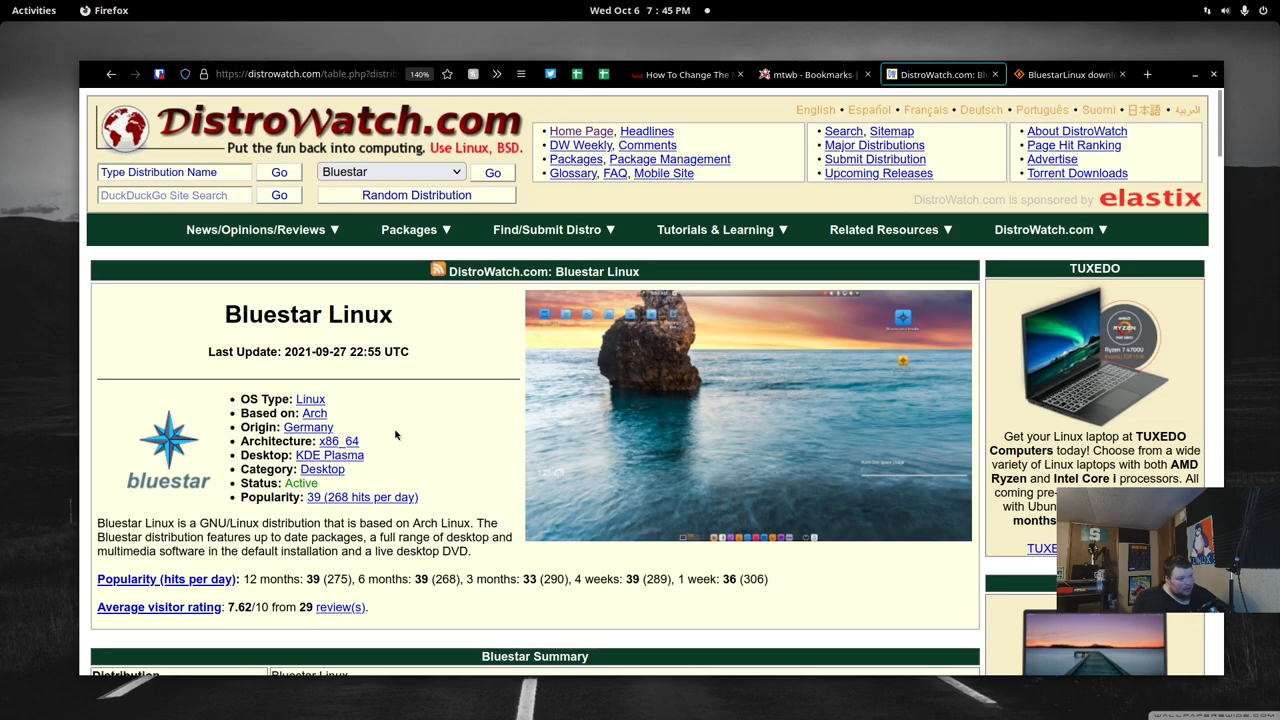 Activities Firefox Wed Oct 6 7 : 45 PM
https://distrowatch.com/table.php?distrib 140% How To Change The mtwb - Bookmarks | DistroWatch.com: Blu BluestarLinux downl
DistroWatch.com
Put the fun back into computing. Use Linux, BSD.
English • Español • Français • Deutsch • Português • Suomi • 日本語 • العربية
• Home Page, Headlines
• DW Weekly, Comments
• Packages, Package Management
• Glossary, FAQ, Mobile Site
• Search, Sitemap
• Major Distributions
• Submit Distribution
• Upcoming Releases
• About DistroWatch
• Page Hit Ranking
• Advertise
• Torrent Downloads
Type Distribution Name Go Bluestar Go
DuckDuckGo Site Search Go Random Distribution
DistroWatch.com is sponsored by elastix
News/Opinions/Reviews ▼ Packages ▼ Find/Submit Distro ▼ Tutorials & Learning ▼ Related Resources ▼ DistroWatch.com ▼
DistroWatch.com: Bluestar Linux
Bluestar Linux
Last Update: 2021-09-27 22:55 UTC
bluestar
• OS Type: Linux
• Based on: Arch
• Origin: Germany
• Architecture: x86_64
• Desktop: KDE Plasma
• Category: Desktop
• Status: Active
• Popularity: 39 (268 hits per day)
Bluestar Linux is a GNU/Linux distribution that is based on Arch Linux. The
Bluestar distribution features up to date packages, a full range of desktop and
multimedia software in the default installation and a live desktop DVD.
Popularity (hits per day): 12 months: 39 (275), 6 months: 39 (268), 3 months: 33 (290), 4 weeks: 39 (289), 1 week: 36 (306)
Average visitor rating: 7.62/10 from 29 review(s).
Bluestar Summary
Distribution Bluestar Linux
TUXEDO
AMD
RYZEN
Ryzen 7 4700U
Get your Linux laptop at TUXEDO
Computers today! Choose from a wide
variety of Linux laptops with both AMD
Ryzen and Intel Core i processors. All
coming pre-
with Ubun
months
TUXE